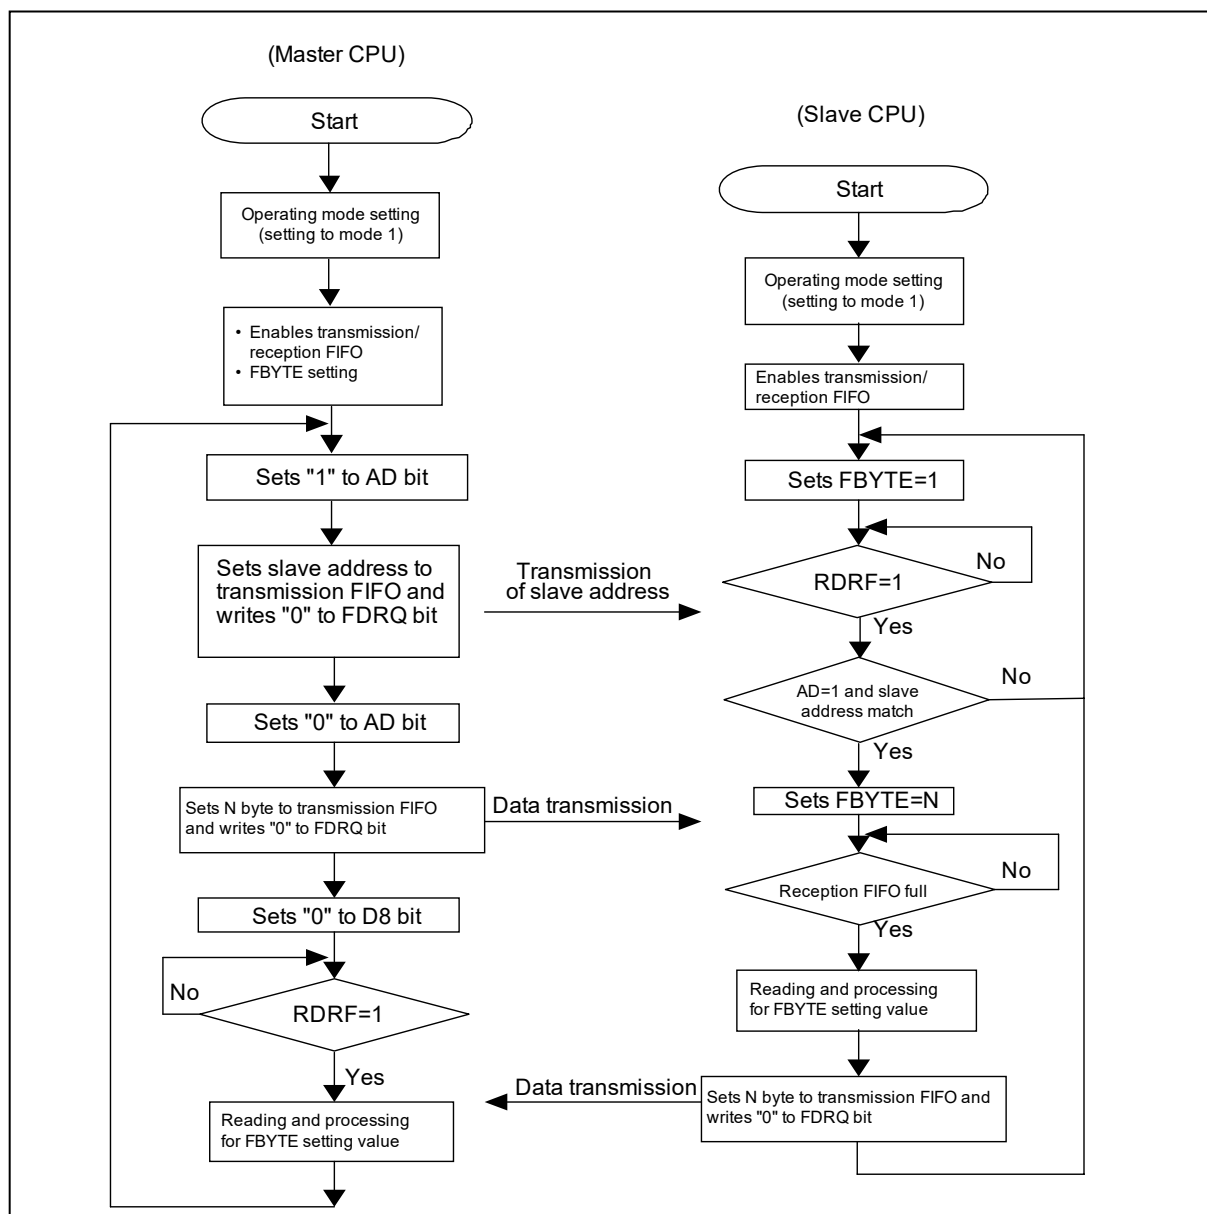 (Master CPU)
Start
Operating mode setting
(setting to mode 1)
• Enables transmission/
reception FIFO
• FBYTE setting
Sets "1" to AD bit
Sets slave address to
transmission FIFO and
writes "0" to FDRQ bit
Transmission
of slave address
Sets "0" to AD bit
Sets N byte to transmission FIFO
and writes "0" to FDRQ bit
Data transmission
Sets "0" to D8 bit
No
RDRF=1
Yes
Reading and processing
for FBYTE setting value
(Slave CPU)
Start
Operating mode setting
(setting to mode 1)
Enables transmission/
reception FIFO
Sets FBYTE=1
No
RDRF=1
Yes
No
AD=1 and slave
address match
Yes
Sets FBYTE=N
No
Reception FIFO full
Yes
Reading and processing
for FBYTE setting value
Data transmission
Sets N byte to transmission FIFO and
writes "0" to FDRQ bit